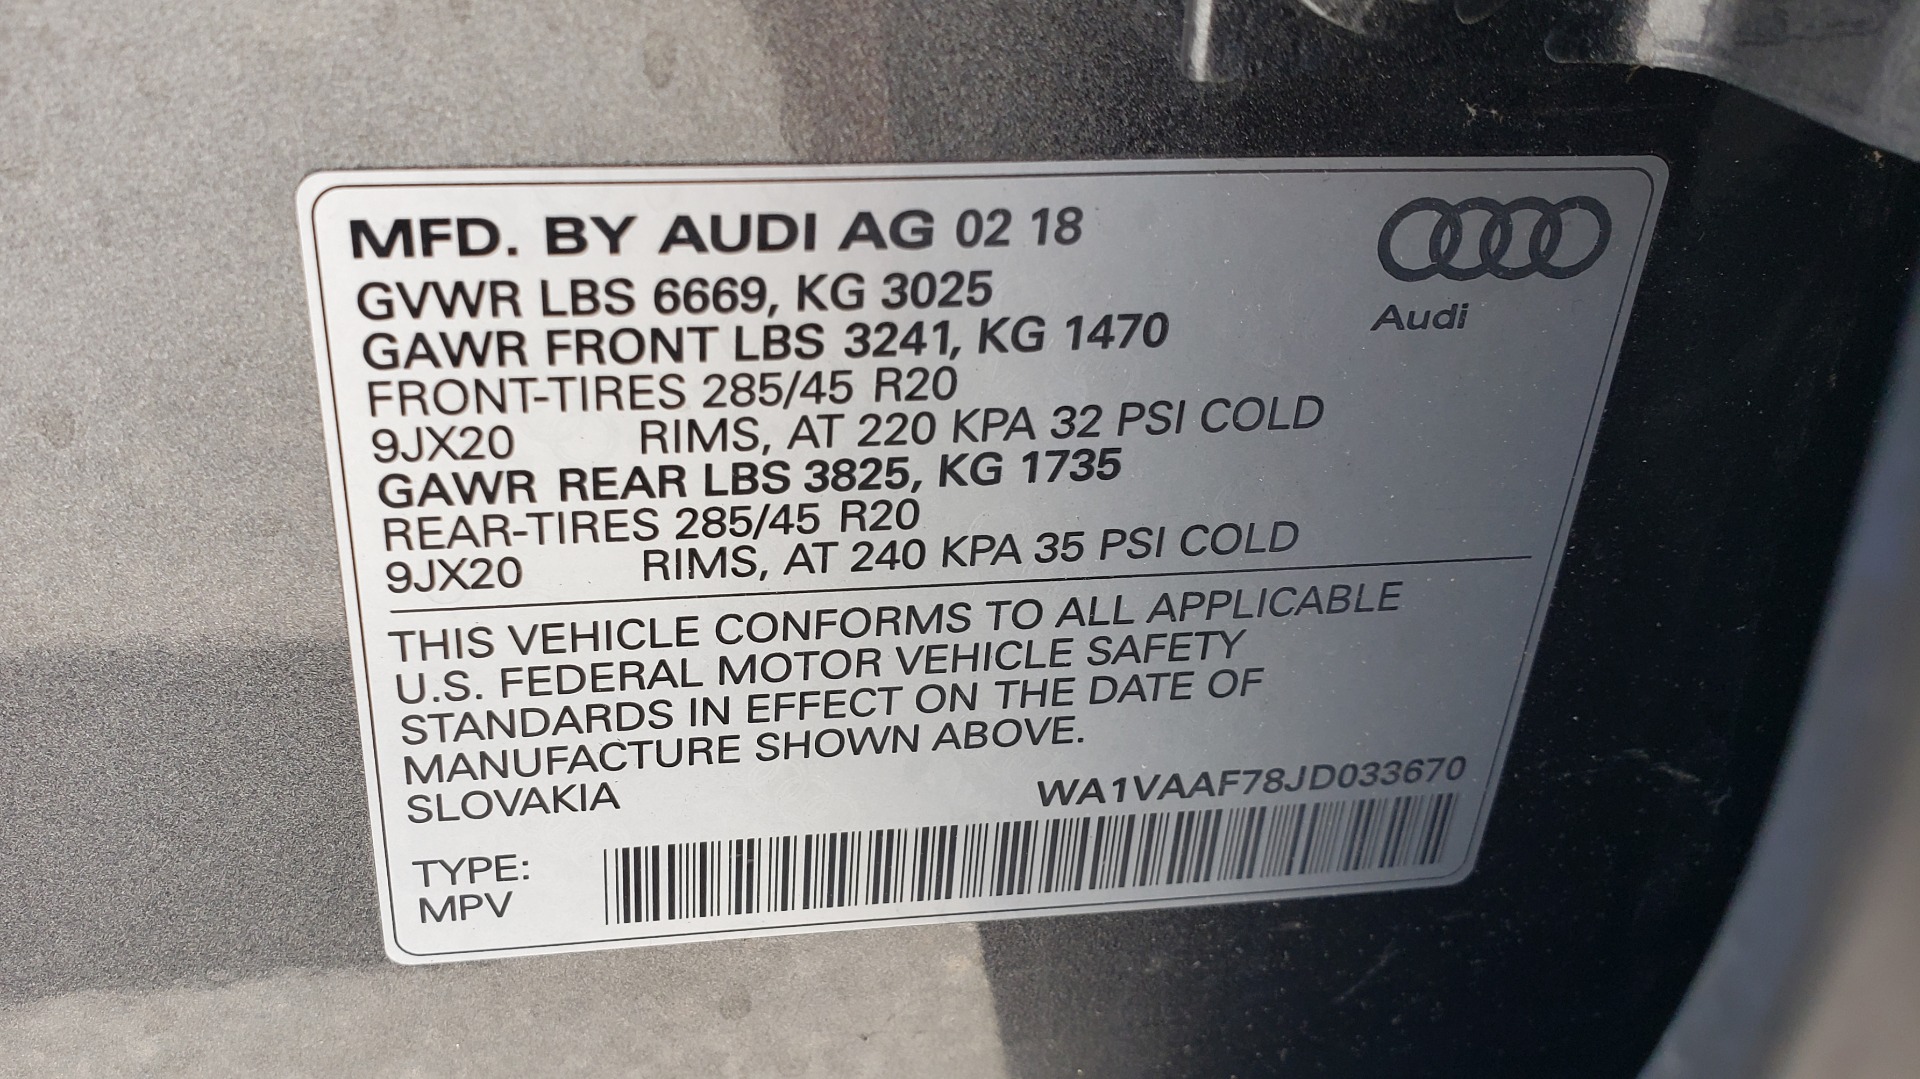 MFD. BY AUDI AG 02 18
GVWR LBS 6669, KG 3025
GAWR FRONT LBS 3241, KG 1470
FRONT-TIRES 285/45 R20
9JX20 RIMS, AT 220 KPA 32 PSI COLD
GAWR REAR LBS 3825, KG 1735
REAR-TIRES 285/45 R20
9JX20 RIMS, AT 240 KPA 35 PSI COLD
Audi
THIS VEHICLE CONFORMS TO ALL APPLICABLE
U.S. FEDERAL MOTOR VEHICLE SAFETY
STANDARDS IN EFFECT ON THE DATE OF
MANUFACTURE SHOWN ABOVE.
SLOVAKIA WA1VAAF78JD033670
TYPE:
MPV